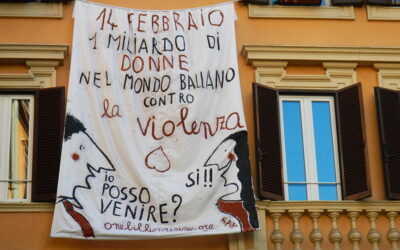 14 FEBBRAIO
1 MILIARDO DI
DONNE
NEL MONDO BALLANO
CONTRO
la violenza
io
POSSO
VENIRE?
SI!!
onebillionrising.org